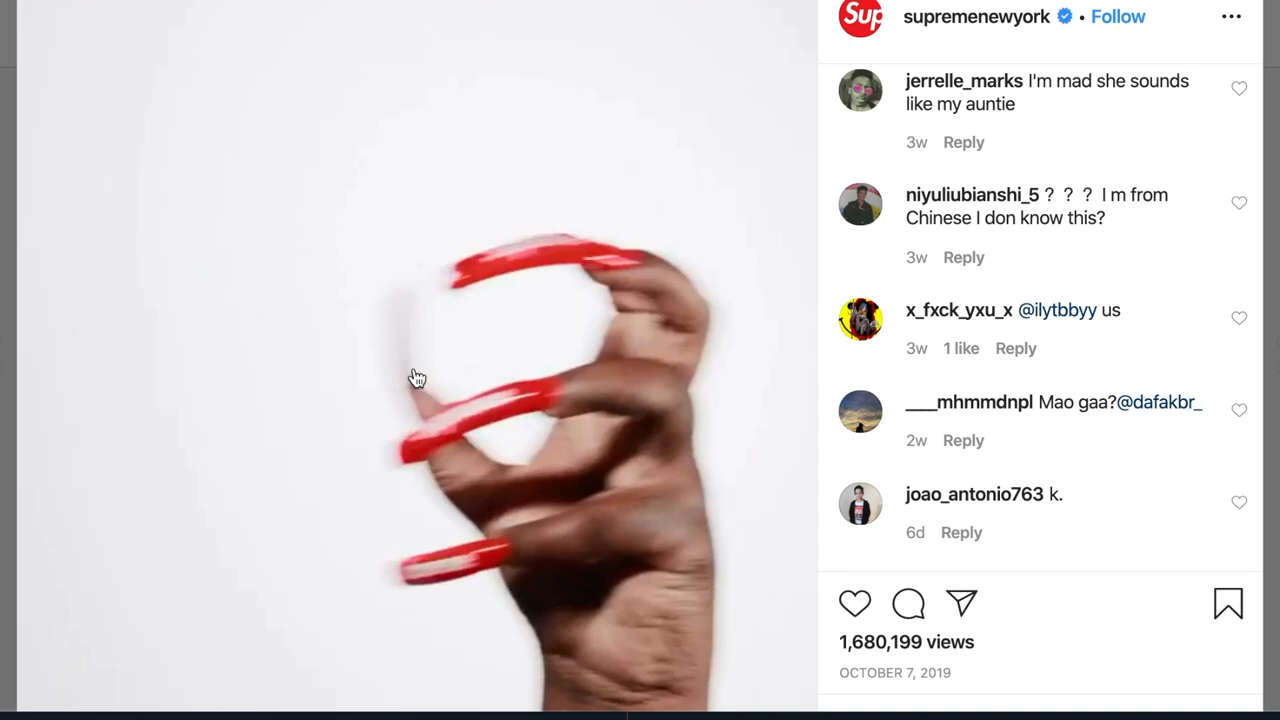 Sup
supremenewyork • Follow
jerrelle_marks I'm mad she sounds
like my auntie
3w Reply
niyuliubianshi_5 ？ ？ ？ I m from
Chinese I don know this?
3w Reply
x_fxck_yxu_x @ilytbbyy us
3w 1 like Reply
____mhmmdnpl Mao gaa?@dafakbr_
2w Reply
joao_antonio763 k.
6d Reply
1,680,199 views
OCTOBER 7, 2019